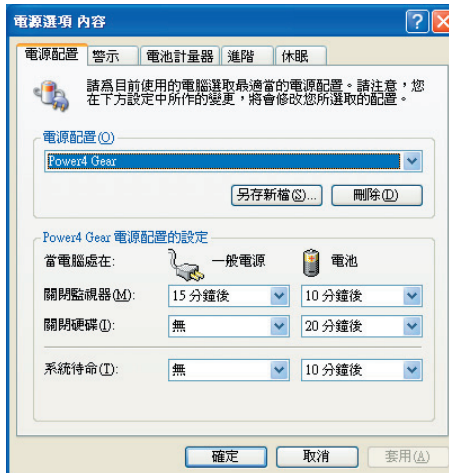 電源選項 內容
電源配置 警示 電池計量器 進階 休眠
請為目前使用的電腦選取最適當的電源配置。請注意，您
在下方設定中所作的變更，將會修改您所選取的配置。
電源配置(O)
Power4 Gear
另存新檔(S)... 刪除(D)
Power4 Gear 電源配置的設定
當電腦處在: 一般電源 電池
關閉監視器(M): 15 分鐘後 10 分鐘後
關閉硬碟(I): 無 20 分鐘後
系統待命(T): 無 10 分鐘後
確定 取消 套用(A)